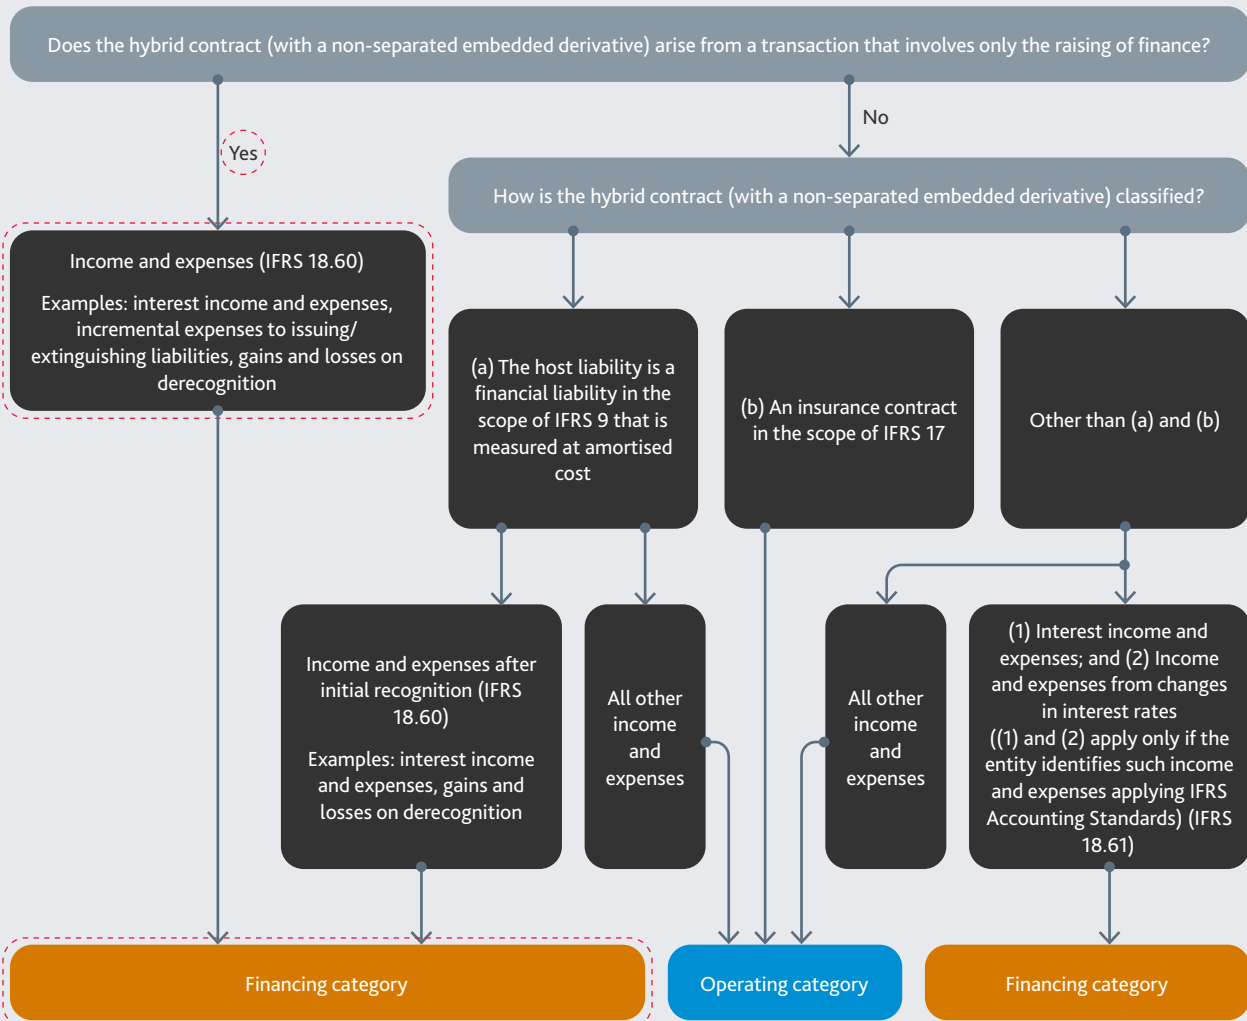 Does the hybrid contract (with a non-separated embedded derivative) arise from a transaction that involves only the raising of finance?
No
Yes
How is the hybrid contract (with a non-separated embedded derivative) classified?
Income and expenses (IFRS 18.60)
Examples: interest income and expenses,
incremental expenses to issuing/
extinguishing liabilities, gains and losses on
derecognition
(a) The host liability is a
financial liability in the
scope of IFRS 9 that is
measured at amortised
cost
(b) An insurance contract
in the scope of IFRS 17
Other than (a) and (b)
Income and expenses after
initial recognition (IFRS
18.60)
Examples: interest income
and expenses, gains and
losses on derecognition
All other
income
and
expenses
All other
income
and
expenses
(1) Interest income and
expenses; and (2) Income
and expenses from changes
in interest rates
((1) and (2) apply only if the
entity identifies such income
and expenses applying IFRS
Accounting Standards) (IFRS
18.61)
Financing category
Operating category
Financing category